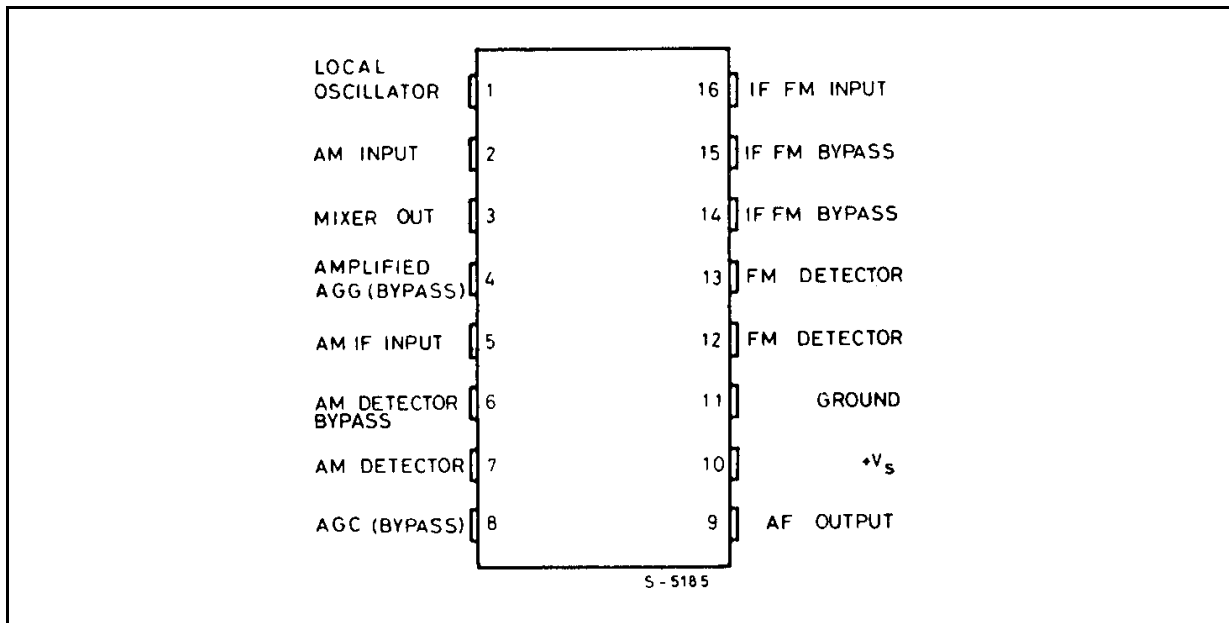 LOCAL
OSCILLATOR 1
AM INPUT 2
MIXER OUT 3
AMPLIFIED
AGG (BYPASS) 4
AM IF INPUT 5
AM DETECTOR
BYPASS 6
AM DETECTOR 7
AGC (BYPASS) 8
16 IF FM INPUT
15 IF FM BYPASS
14 IF FM BYPASS
13 FM DETECTOR
12 FM DETECTOR
11 GROUND
10 +Vs
9 AF OUTPUT
S-5185